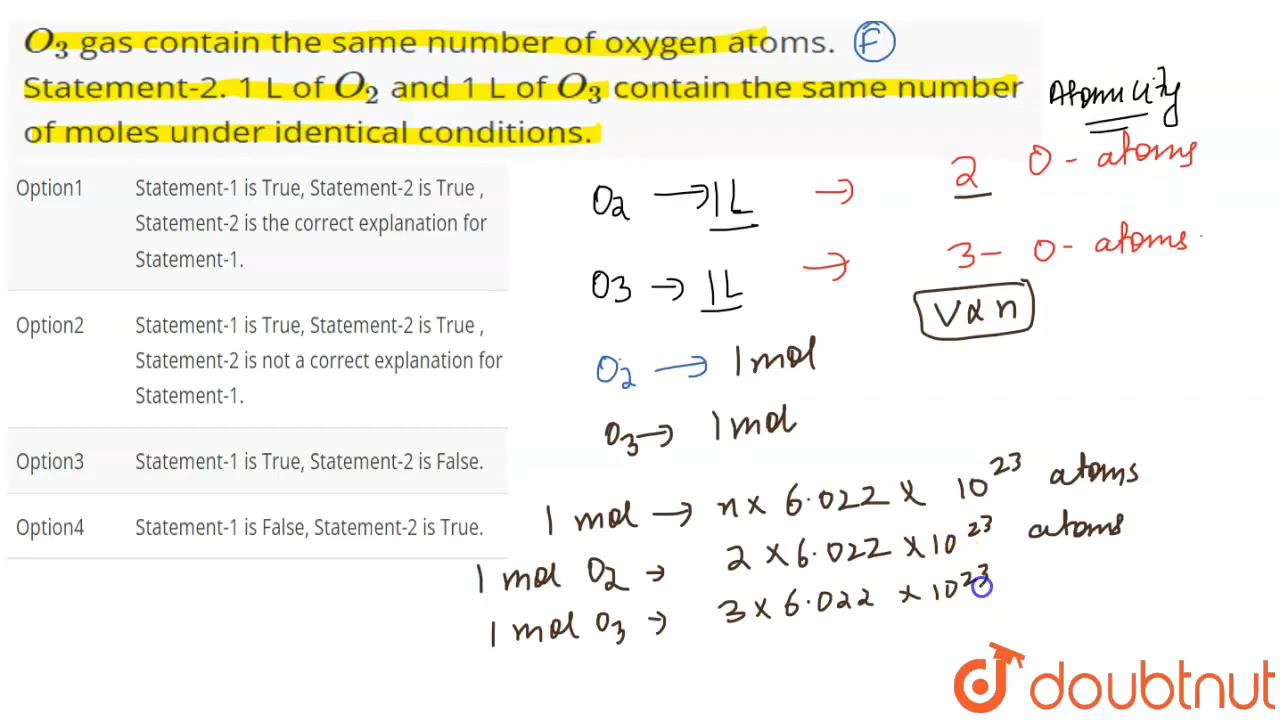 O₃ gas contain the same number of oxygen atoms. F
Statement-2. 1 L of O₂ and 1 L of O₃ contain the same number
of moles under identical conditions.
Atomicity
Option1 Statement-1 is True, Statement-2 is True ,
Statement-2 is the correct explanation for
Statement-1.
Option2 Statement-1 is True, Statement-2 is True ,
Statement-2 is not a correct explanation for
Statement-1.
Option3 Statement-1 is True, Statement-2 is False.
Option4 Statement-1 is False, Statement-2 is True.
O₂ → 1L → 2 O - atoms
O₃ → 1L → 3 - O - atoms
V ∝ n
O₂ → 1 mol
O₃ → 1 mol
1 mol → n × 6.022 × 10²³ atoms
1 mol O₂ → 2 × 6.022 × 10²³ atoms
1 mol O₃ → 3 × 6.022 × 10²³
doubtnut